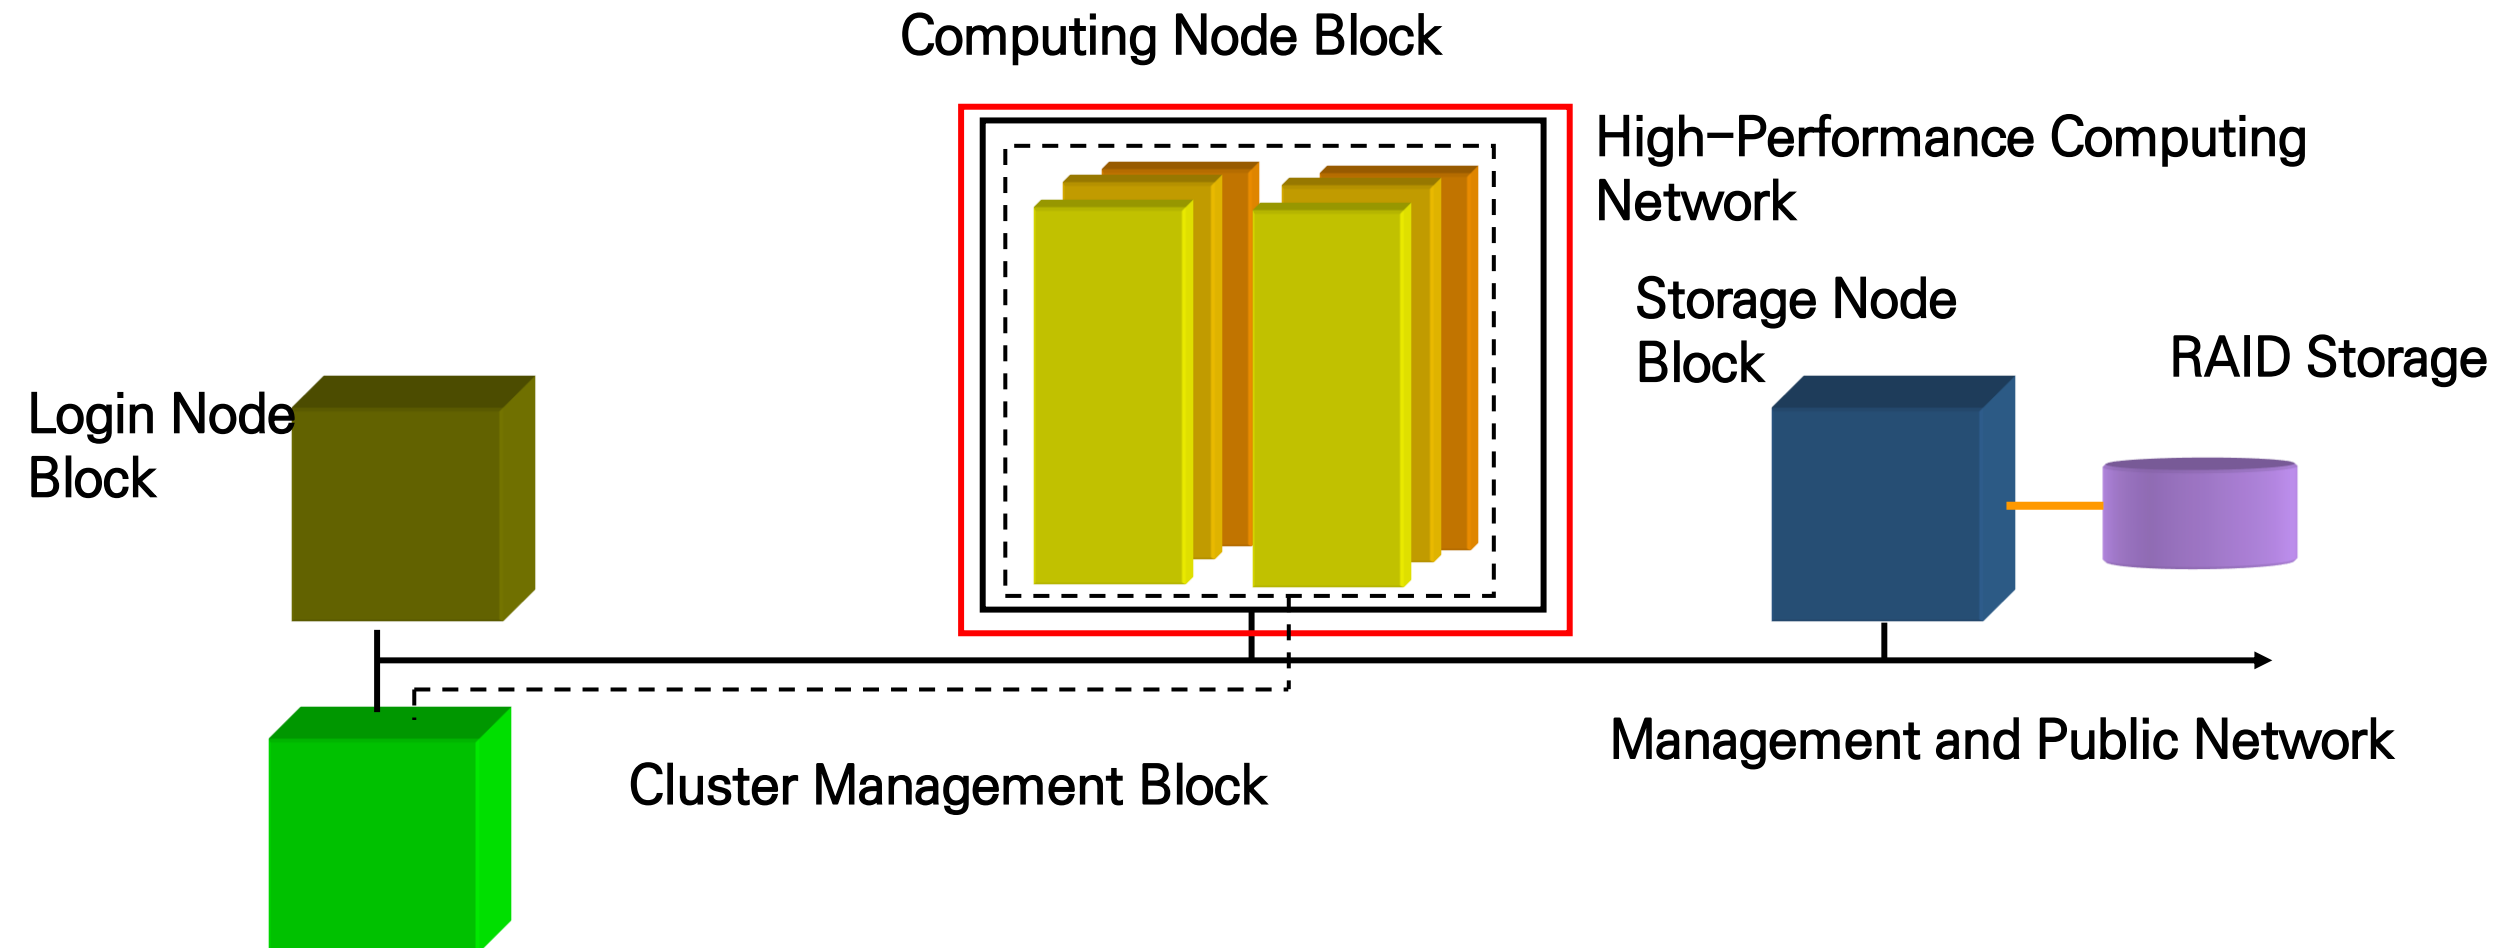 Computing Node Block
High-Performance Computing
Network
Storage Node
Block
RAID Storage
Login Node
Block
Management and Public Network
Cluster Management Block